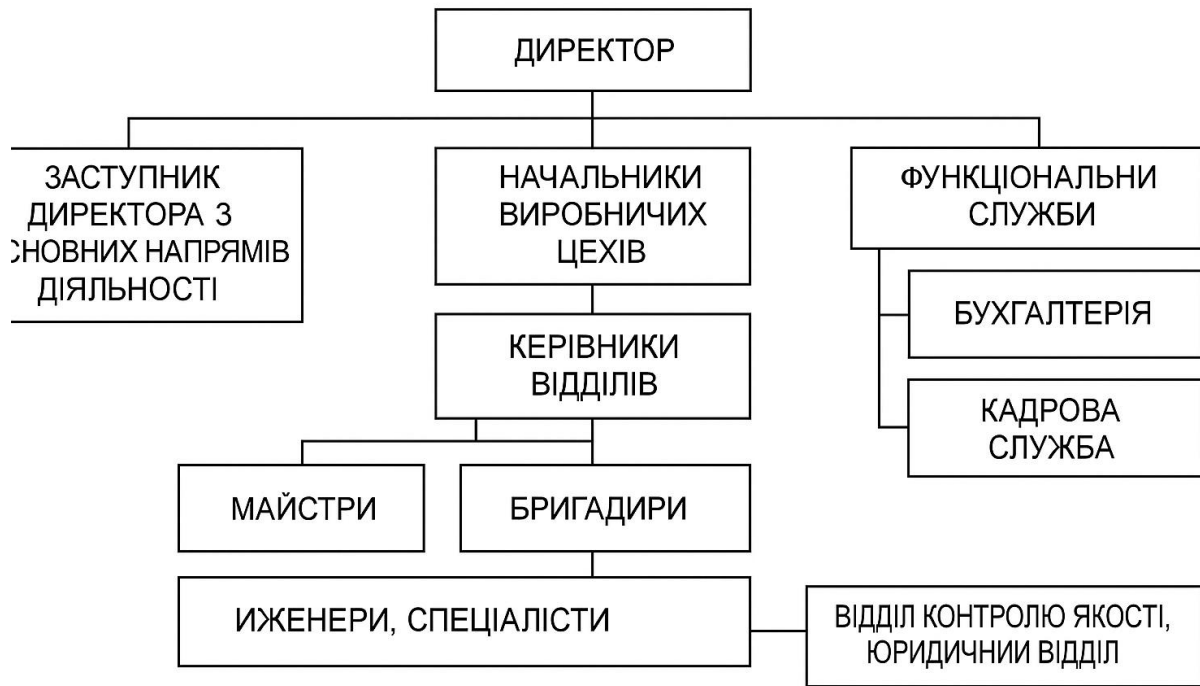 ДИРЕКТОР
ЗАСТУПНИК
ДИРЕКТОРА З
СНОВНИХ НАПРЯМІВ
ДІЯЛЬНОСТІ
НАЧАЛЬНИКИ
ВИРОБНИЧИХ
ЦЕХІВ
ФУНКЦІОНАЛЬНИ
СЛУЖБИ
БУХГАЛТЕРІЯ
КЕРІВНИКИ
ВІДДІЛІВ
КАДРОВА
СЛУЖБА
МАЙСТРИ
БРИГАДИРИ
ИЖЕНЕРИ, СПЕЦІАЛІСТИ
ВІДДІЛ КОНТРОЛЮ ЯКОСТІ,
ЮРИДИЧНИИ ВІДДІЛ